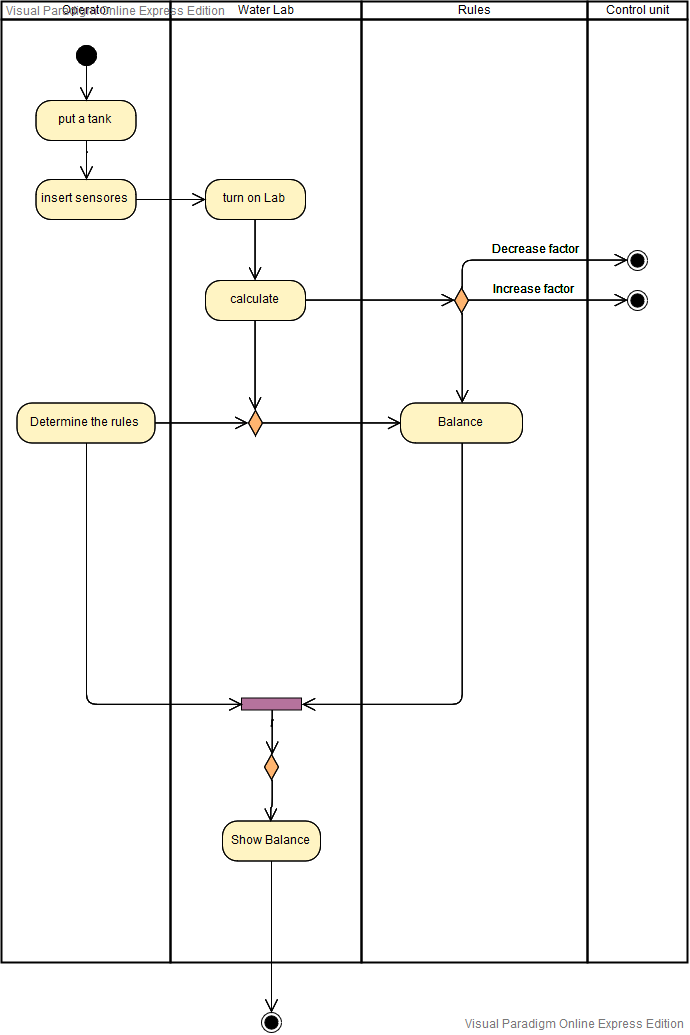 Visual Paradigm Online Express Edition
Operator
Water Lab
Rules
Control unit
put a tank
insert sensores
turn on Lab
Decrease factor
calculate
Increase factor
Determine the rules
Balance
Show Balance
Visual Paradigm Online Express Edition